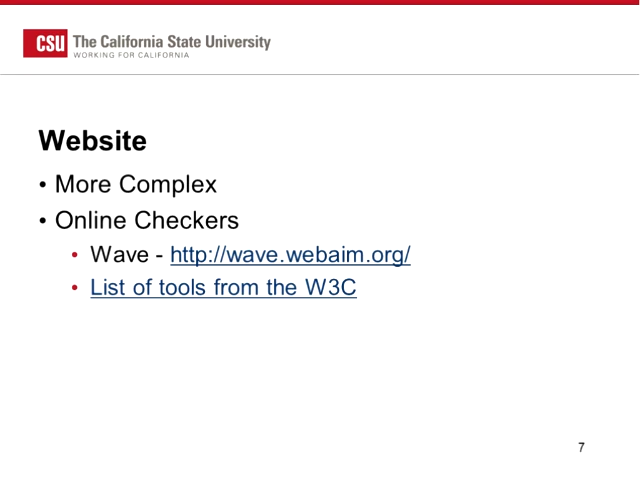 CSU The California State University
WORKING FOR CALIFORNIA
Website
• More Complex
• Online Checkers
• Wave - http://wave.webaim.org/
• List of tools from the W3C
7